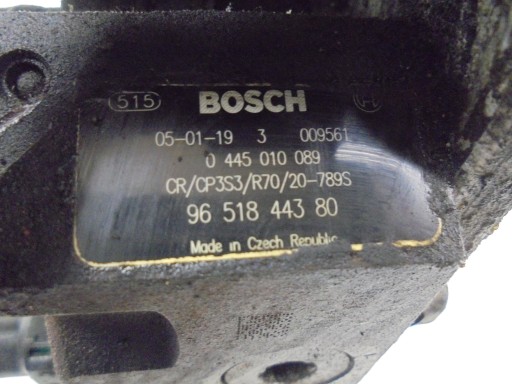 515 BOSCH
05-01-19 3 009561
0 445 010 089
CR/CP3S3/R70/20-789S
96 518 443 80
Made in Czech Republic